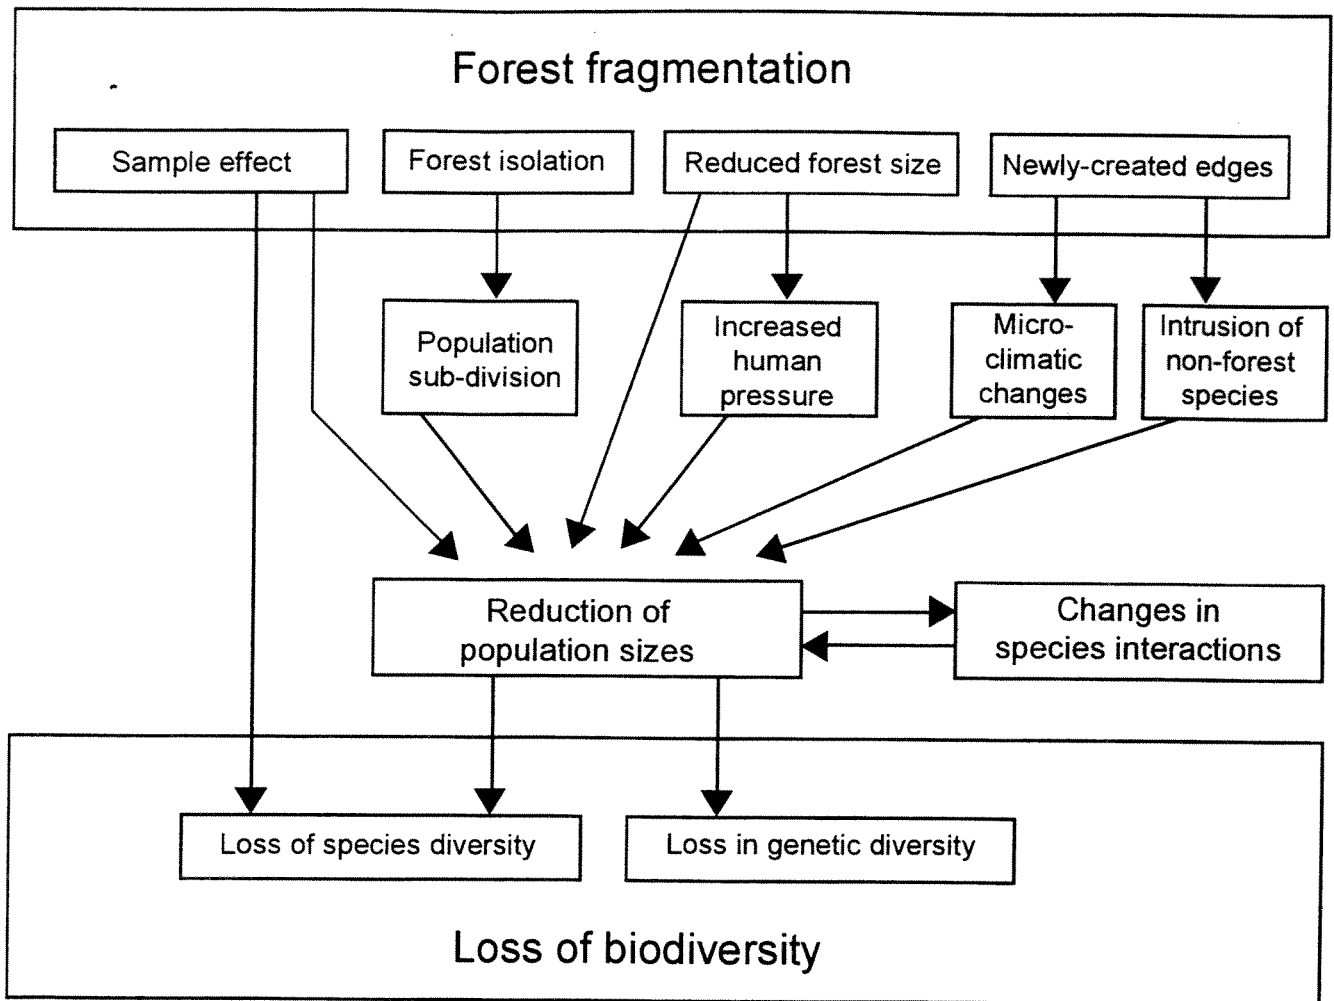 Forest fragmentation
Sample effect
Forest isolation
Reduced forest size
Newly-created edges
Population
sub-division
Increased
human
pressure
Micro-
climatic
changes
Intrusion of
non-forest
species
Reduction of
population sizes
Changes in
species interactions
Loss of species diversity
Loss in genetic diversity
Loss of biodiversity